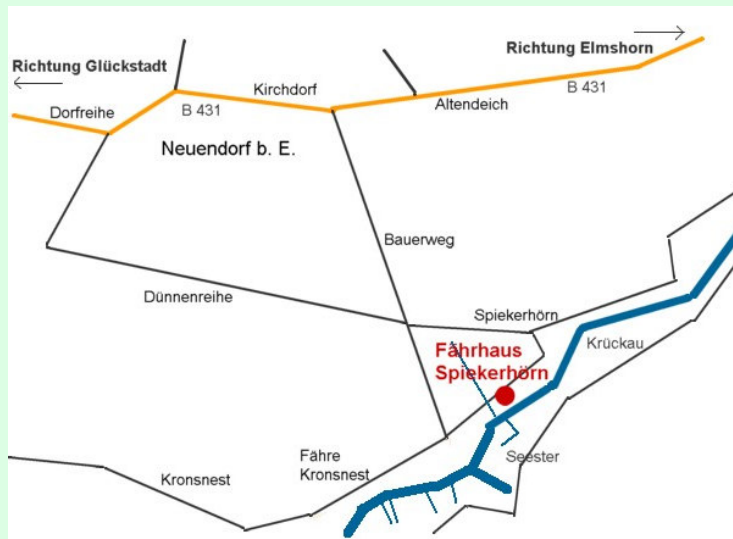 Richtung Elmshorn
Richtung Glückstadt
Kirchdorf
B 431
Dorfreihe
B 431
Altendeich
Neuendorf b. E.
Bauerweg
Dünnenreihe
Spiekerhörn
Krückau
Fährhaus
Spiekerhörn
Fähre
Kronsnest
Seester
Kronsnest